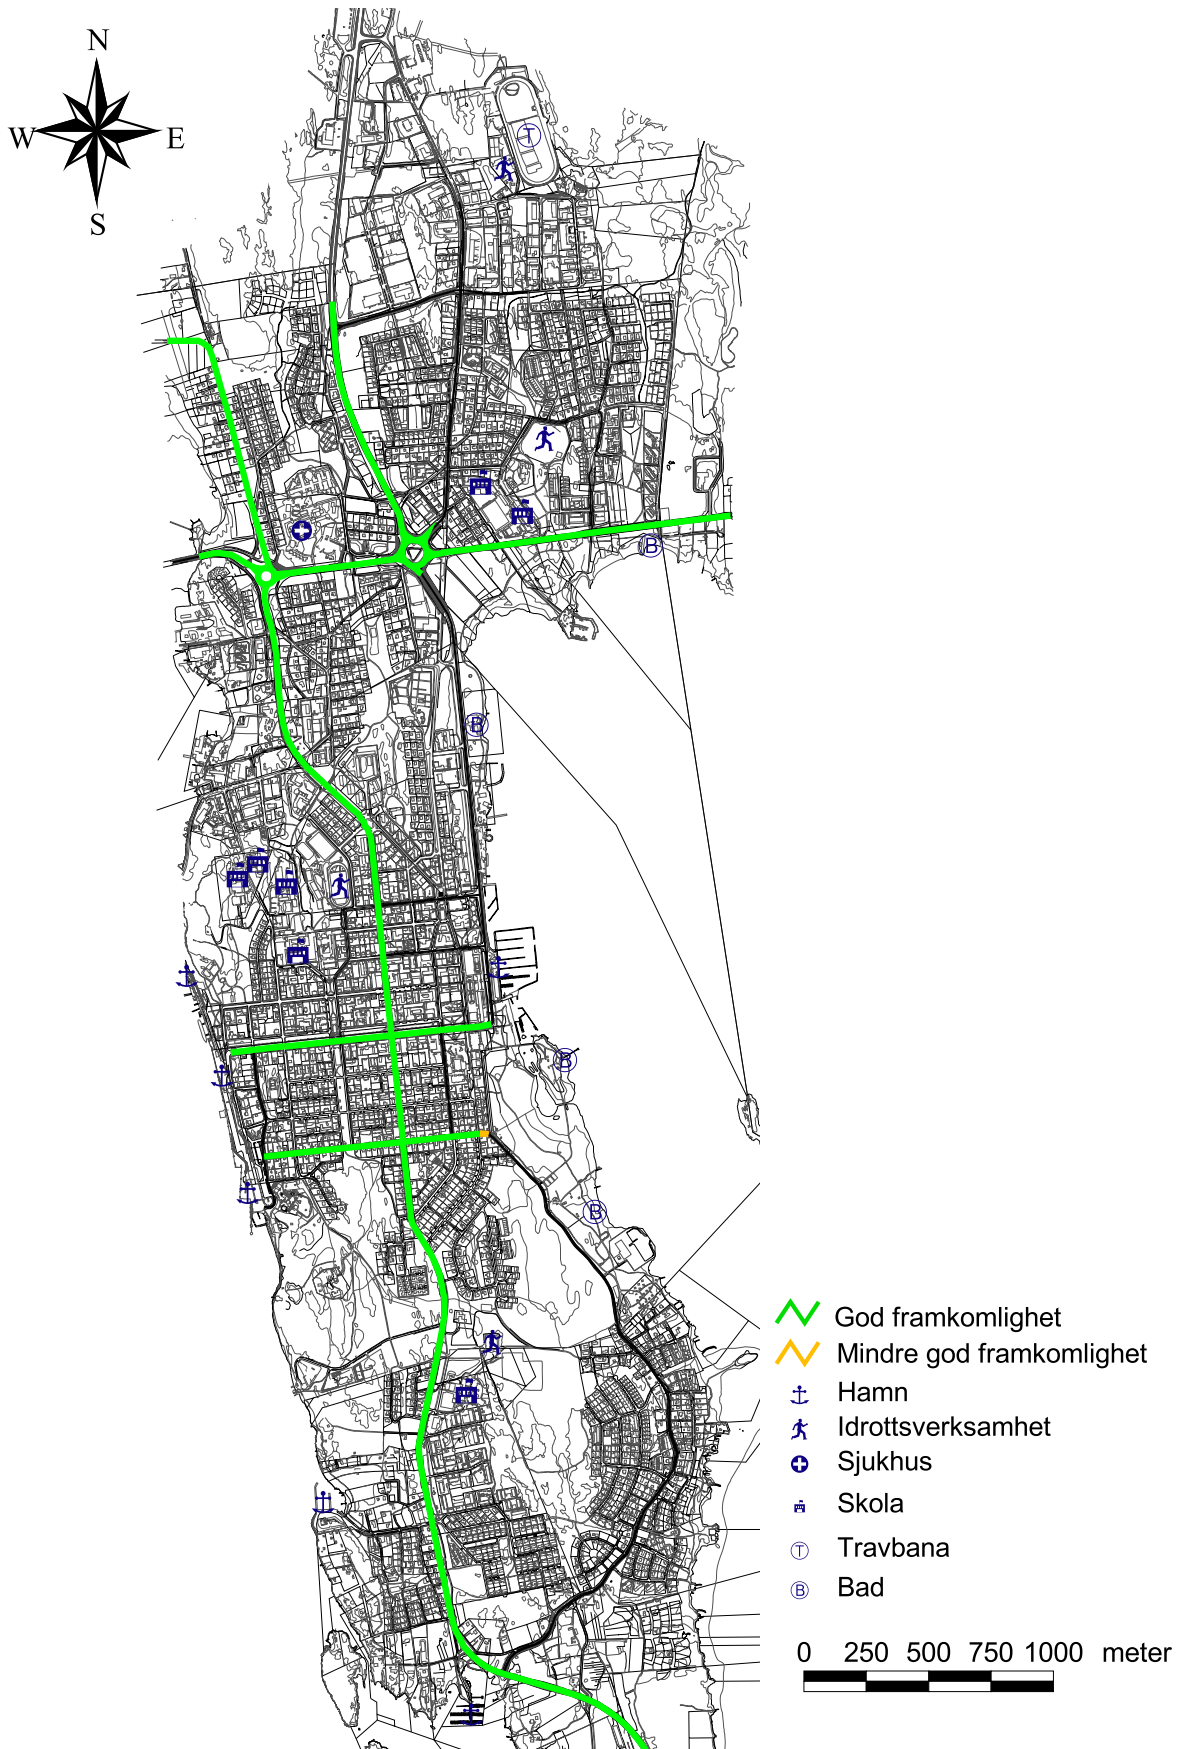 N
W E
S
T
B
B
B
B
God framkomlighet
Mindre god framkomlighet
Hamn
Idrottsverksamhet
Sjukhus
Skola
T Travbana
B Bad
0 250 500 750 1000 meter